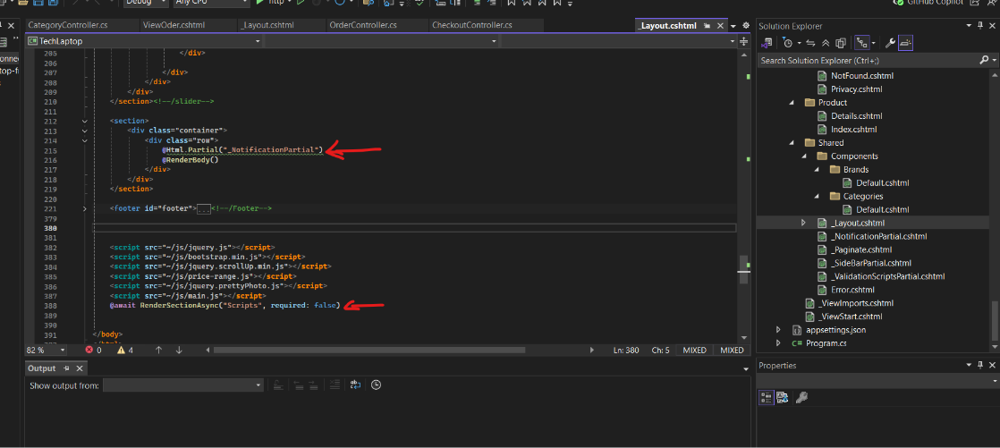 Debug
Any CPU
http
GitHub Copilot
CategoryController.cs
ViewOder.cshtml
_Layout.cshtml
OrderController.cs
CheckoutController.cs
_Layout.cshtml
TechLaptop
205 </div>
206
207 </div>
208 </div>
209 </div>
210 </section><!--/slider-->
211
212 <section>
213 <div class="container">
214 <div class="row">
215 @Html.Partial("_NotificationPartial")
216 @RenderBody()
217 </div>
218 </div>
219 </section>
220
221 <footer id="footer">...<!--/Footer-->
379
380
381
382 <script src="~/js/jquery.js"></script>
383 <script src="~/js/bootstrap.min.js"></script>
384 <script src="~/js/jquery.scrollUp.min.js"></script>
385 <script src="~/js/price-range.js"></script>
386 <script src="~/js/jquery.prettyPhoto.js"></script>
387 <script src="~/js/main.js"></script>
388 @await RenderSectionAsync("Scripts", required: false)
389
390
391 </body>
82 %
0
4
Ln: 380
Ch: 5
MIXED
MIXED
Output
Show output from:
Solution Explorer
Search Solution Explorer (Ctrl+;)
NotFound.cshtml
Privacy.cshtml
Product
Details.cshtml
Index.cshtml
Shared
Components
Brands
Default.cshtml
Categories
Default.cshtml
_Layout.cshtml
_NotificationPartial.cshtml
_Paginate.cshtml
_SideBarPartial.cshtml
_ValidationScriptsPartial.cshtml
Error.cshtml
_ViewImports.cshtml
_ViewStart.cshtml
appsettings.json
C# Program.cs
Properties